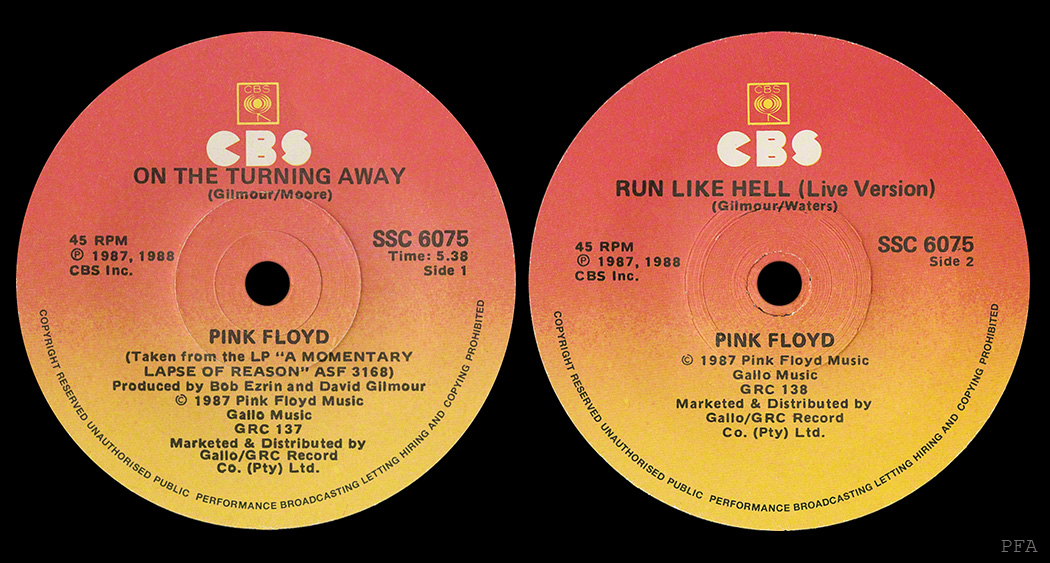 CBS
CBS
ON THE TURNING AWAY
(Gilmour/Moore)
45 RPM
℗ 1987, 1988
CBS Inc.
SSC 6075
Time: 5.38
Side 1
PINK FLOYD
(Taken from the LP "A MOMENTARY
LAPSE OF REASON" ASF 3168)
Produced by Bob Ezrin and David Gilmour
© 1987 Pink Floyd Music
Gallo Music
GRC 137
Marketed & Distributed by
Gallo/GRC Record
Co. (Pty) Ltd.
COPYRIGHT RESERVED UNAUTHORISED PUBLIC PERFORMANCE BROADCASTING LETTING HIRING AND COPYING PROHIBITED
CBS
CBS
RUN LIKE HELL (Live Version)
(Gilmour/Waters)
45 RPM
℗ 1987, 1988
CBS Inc.
SSC 6075
Side 2
PINK FLOYD
© 1987 Pink Floyd Music
Gallo Music
GRC 138
Marketed & Distributed by
Gallo/GRC Record
Co. (Pty) Ltd.
COPYRIGHT RESERVED UNAUTHORISED PUBLIC PERFORMANCE BROADCASTING LETTING HIRING AND COPYING PROHIBITED
PFA